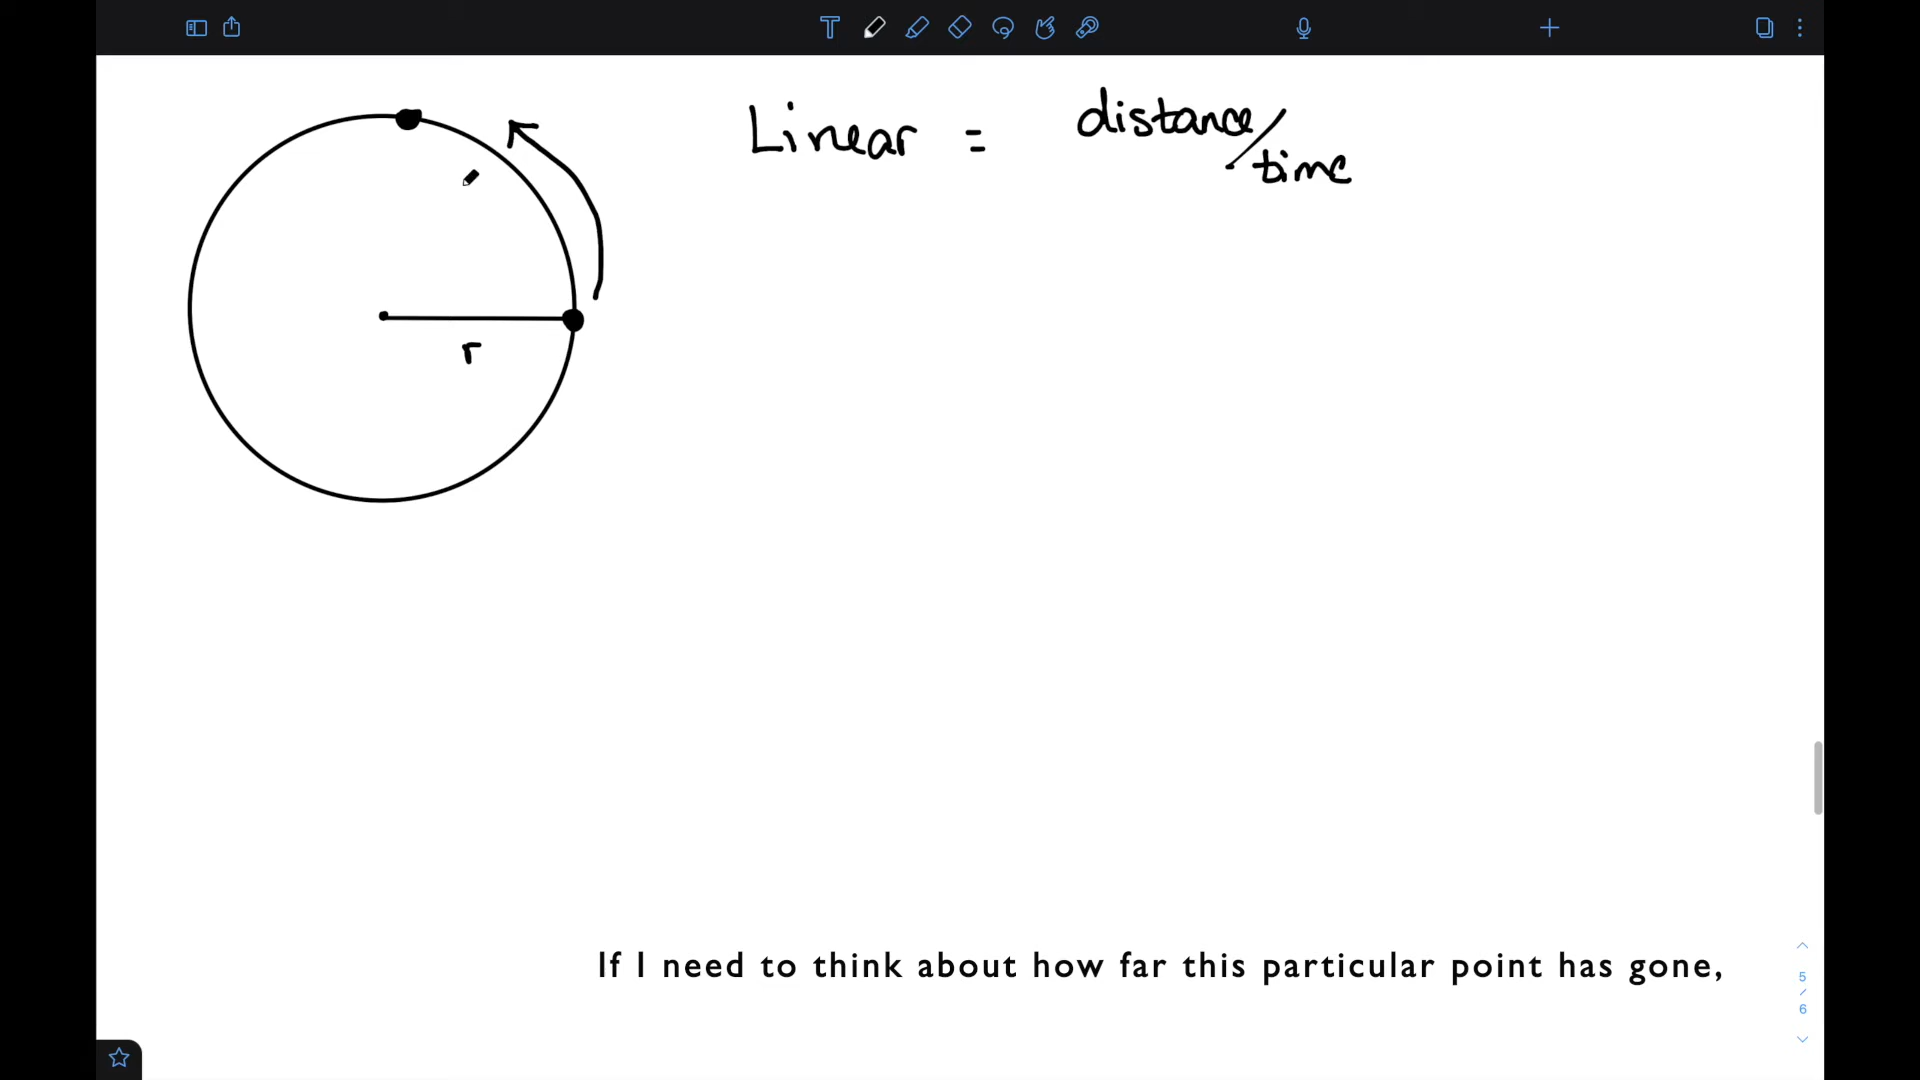 Linear = distance/
time
r
If I need to think about how far this particular point has gone,
5
/
6